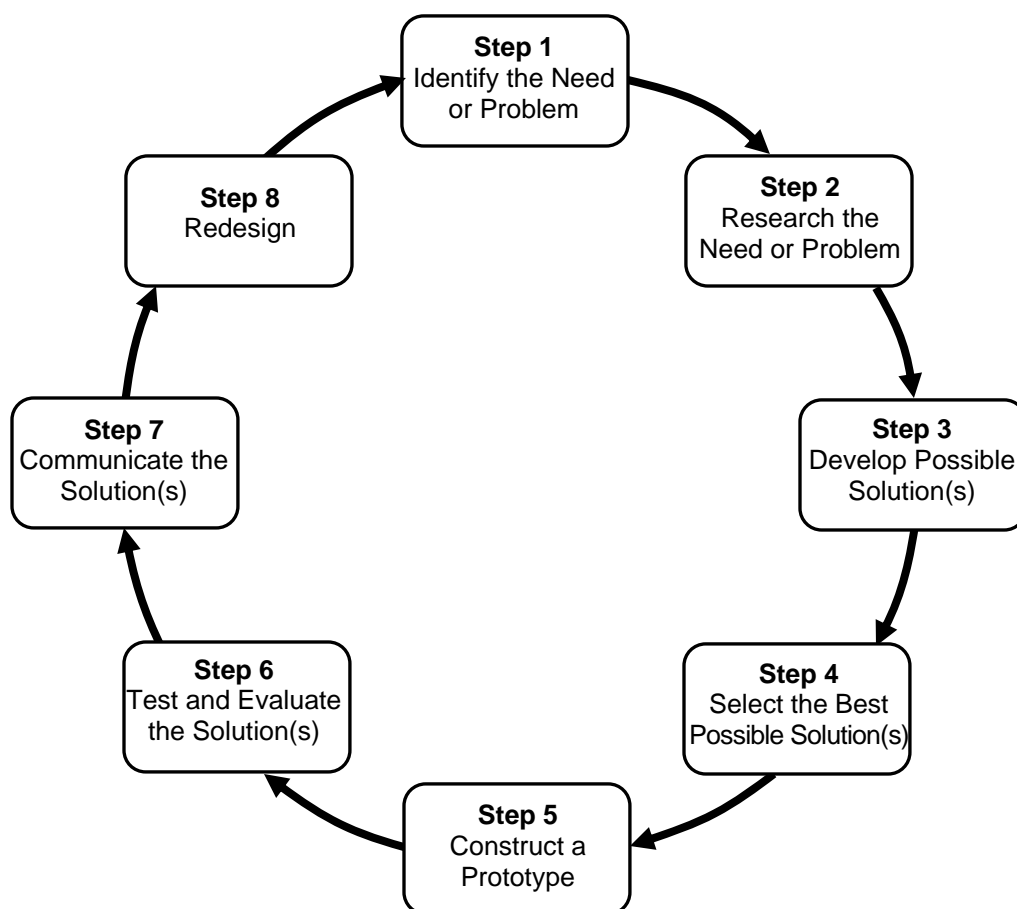 Step 1
Identify the Need
or Problem
Step 2
Research the
Need or Problem
Step 3
Develop Possible
Solution(s)
Step 4
Select the Best
Possible Solution(s)
Step 5
Construct a
Prototype
Step 6
Test and Evaluate
the Solution(s)
Step 7
Communicate the
Solution(s)
Step 8
Redesign